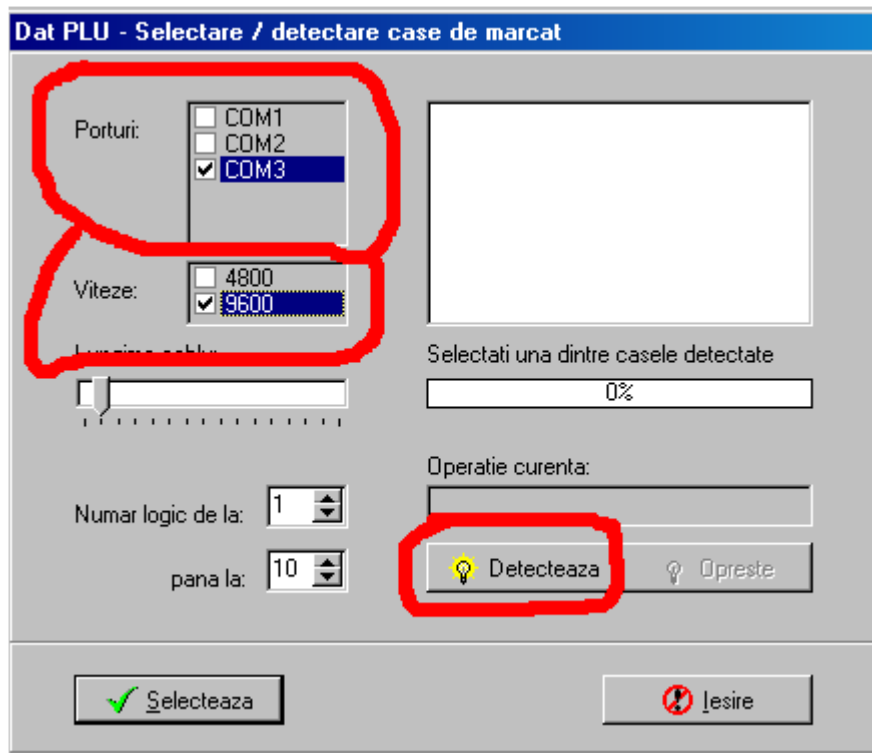 Dat PLU - Selectare / detectare case de marcat
Porturi:
COM1
COM2
COM3
Viteze:
4800
9600
Selectati una dintre casele detectate
0%
Operatie curenta:
Numar logic de la: 1
pana la: 10
Detecteaza
Opreste
Selecteaza
Iesire